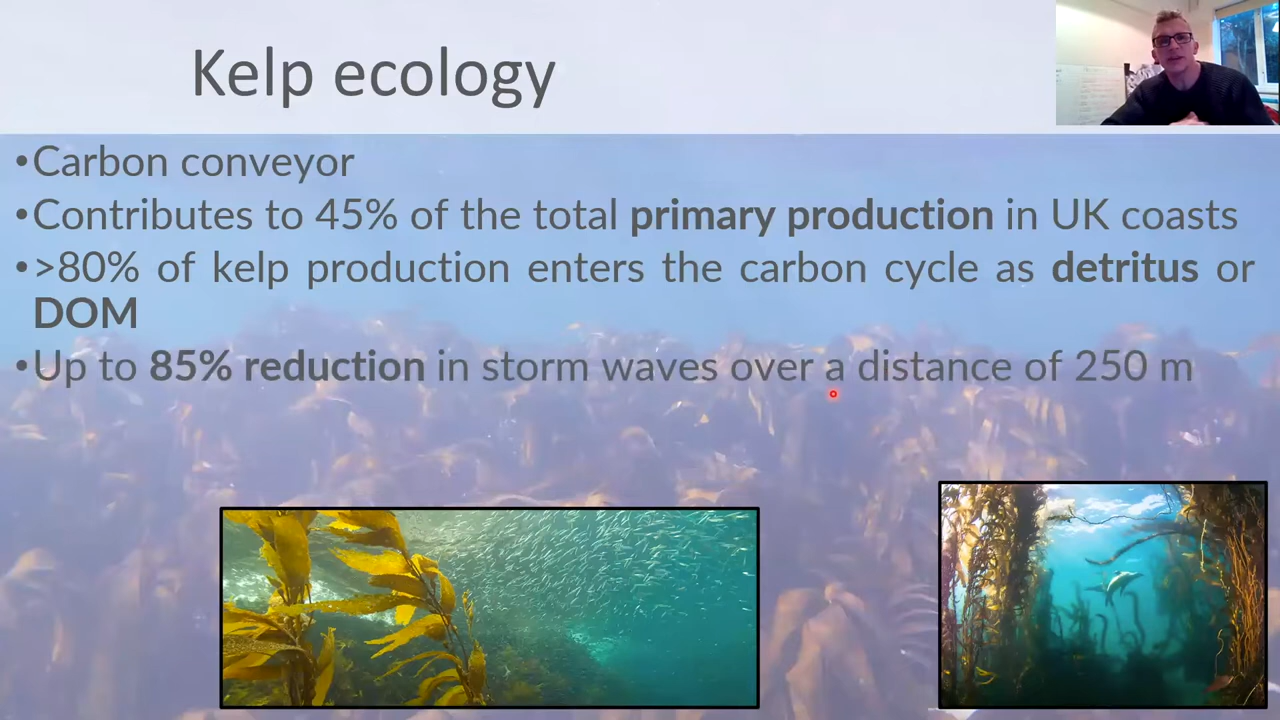 Kelp ecology
•Carbon conveyor
•Contributes to 45% of the total primary production in UK coasts
•>80% of kelp production enters the carbon cycle as detritus or
DOM
•Up to 85% reduction in storm waves over a distance of 250 m